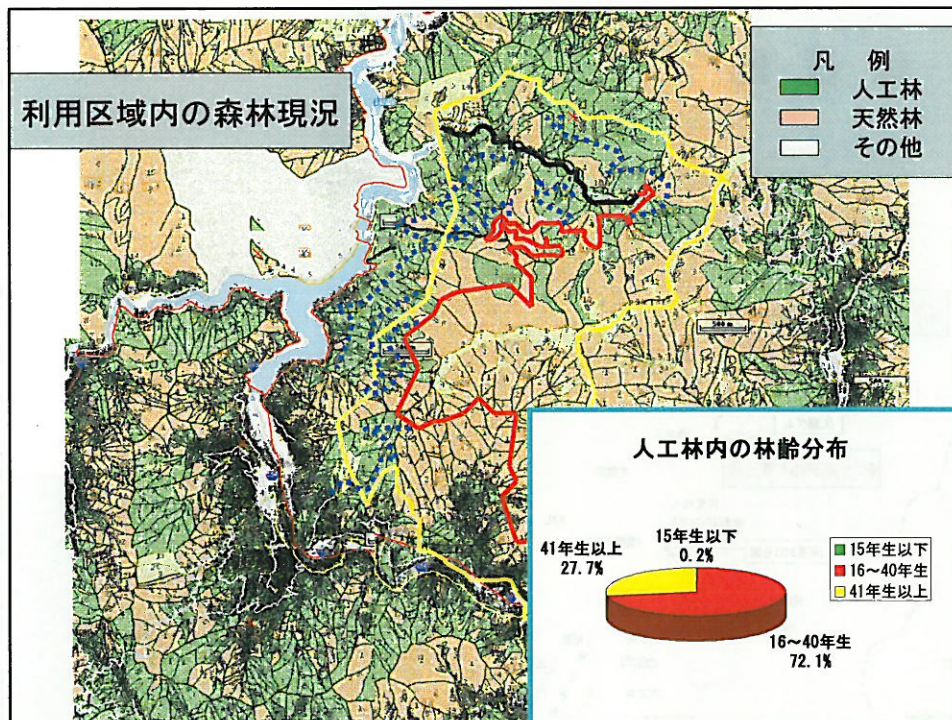 利用区域内の森林現況
凡 例
人工林
天然林
その他
500 m
人工林内の林齢分布
15年生以下
0.2%
41年生以上
27.7%
16～40年生
72.1%
15年生以下
16～40年生
41年生以上